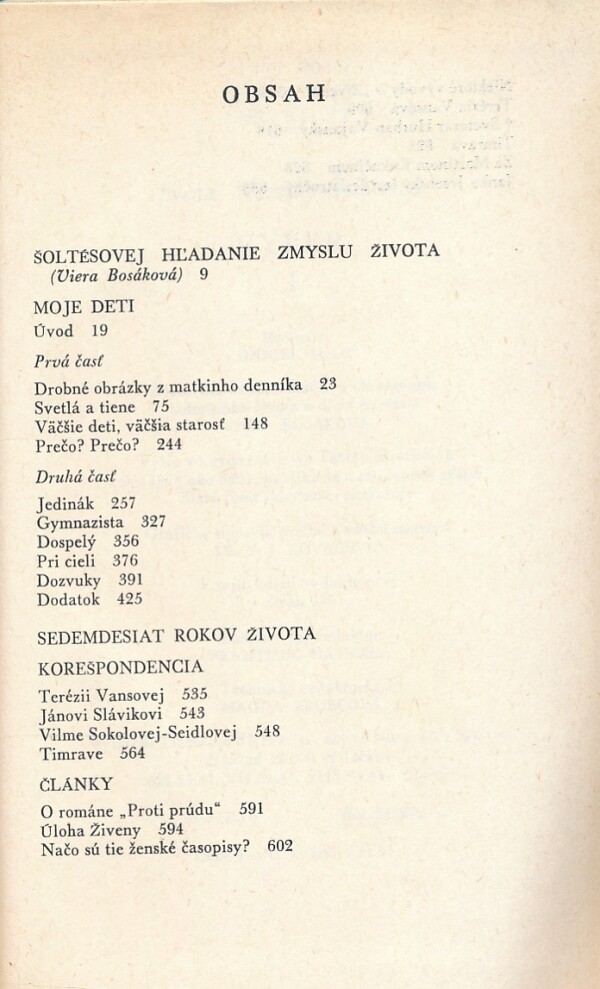 OBSAH
ŠOLTÉSOVEJ HĽADANIE ZMYSLU ŽIVOTA
(Viera Bosáková) 9
MOJE DETI
Úvod 19
Prvá časť
Drobné obrázky z matkinho denníka 23
Svetlá a tiene 75
Väčšie deti, väčšia starosť 148
Prečo? Prečo? 244
Druhá časť
Jedinák 257
Gymnazista 327
Dospelý 356
Pri cieli 376
Dozvuky 391
Dodatok 425
SEDEMDESIAT ROKOV ŽIVOTA
KOREŠPONDENCIA
Terézii Vansovej 535
Jánovi Slávikovi 543
Vilme Sokolovej-Seidlovej 548
Timrave 564
ČLÁNKY
O románe „Proti prúdu“ 591
Úloha Živeny 594
Načo sú tie ženské časopisy? 602